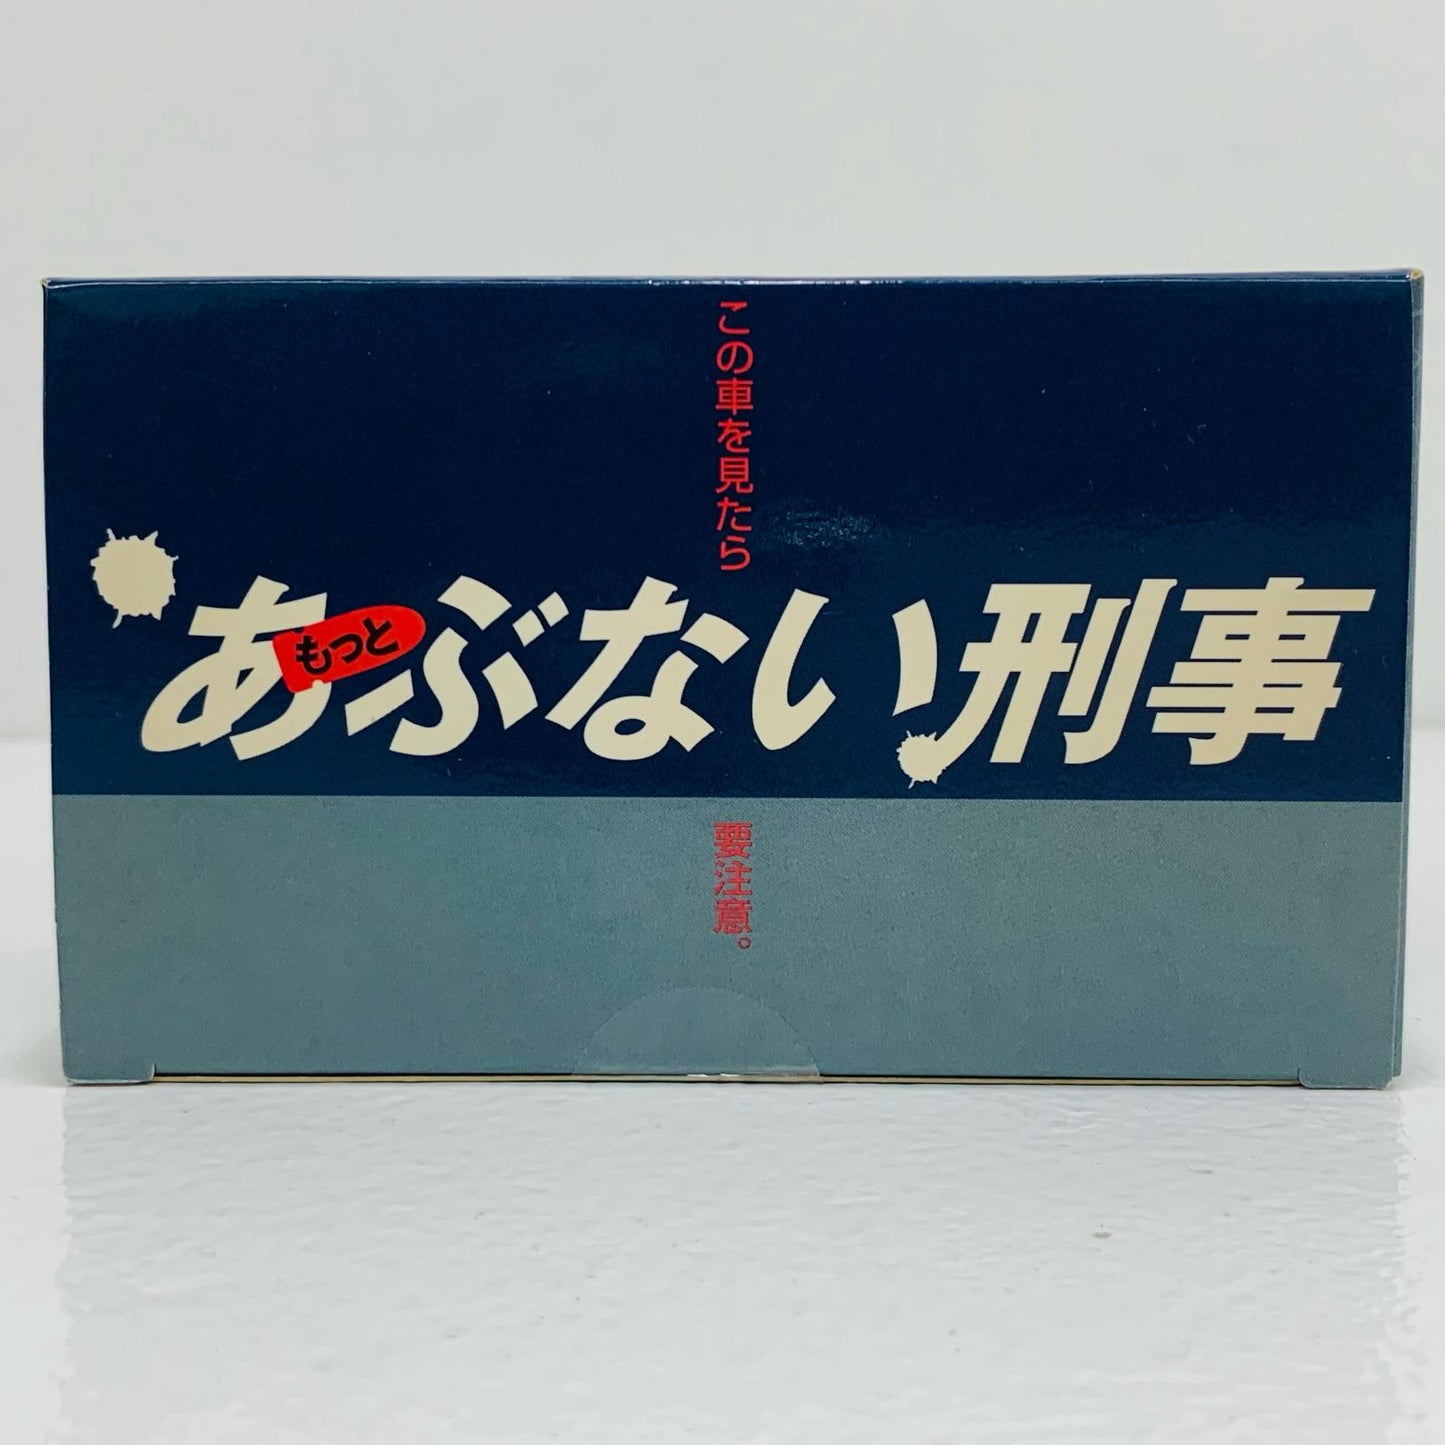 この車を見たら
もっと
あぶない刑事
要注意。